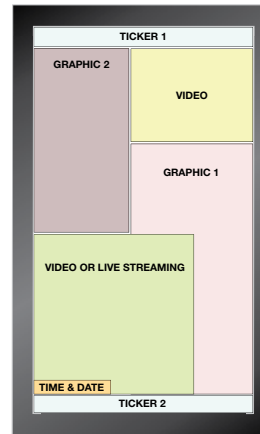 TICKER 1
GRAPHIC 2
VIDEO
GRAPHIC 1
VIDEO OR LIVE STREAMING
TIME & DATE
TICKER 2